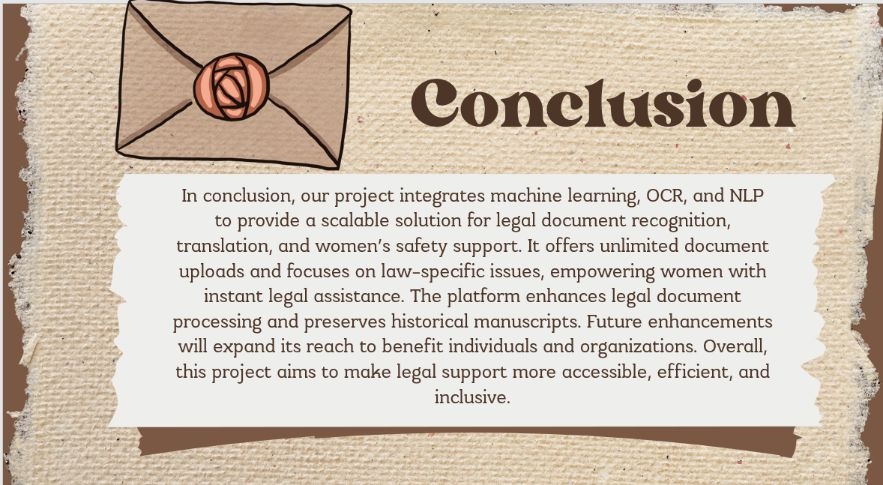 Conclusion
In conclusion, our project integrates machine learning, OCR, and NLP
to provide a scalable solution for legal document recognition,
translation, and women's safety support. It offers unlimited document
uploads and focuses on law-specific issues, empowering women with
instant legal assistance. The platform enhances legal document
processing and preserves historical manuscripts. Future enhancements
will expand its reach to benefit individuals and organizations. Overall,
this project aims to make legal support more accessible, efficient, and
inclusive.